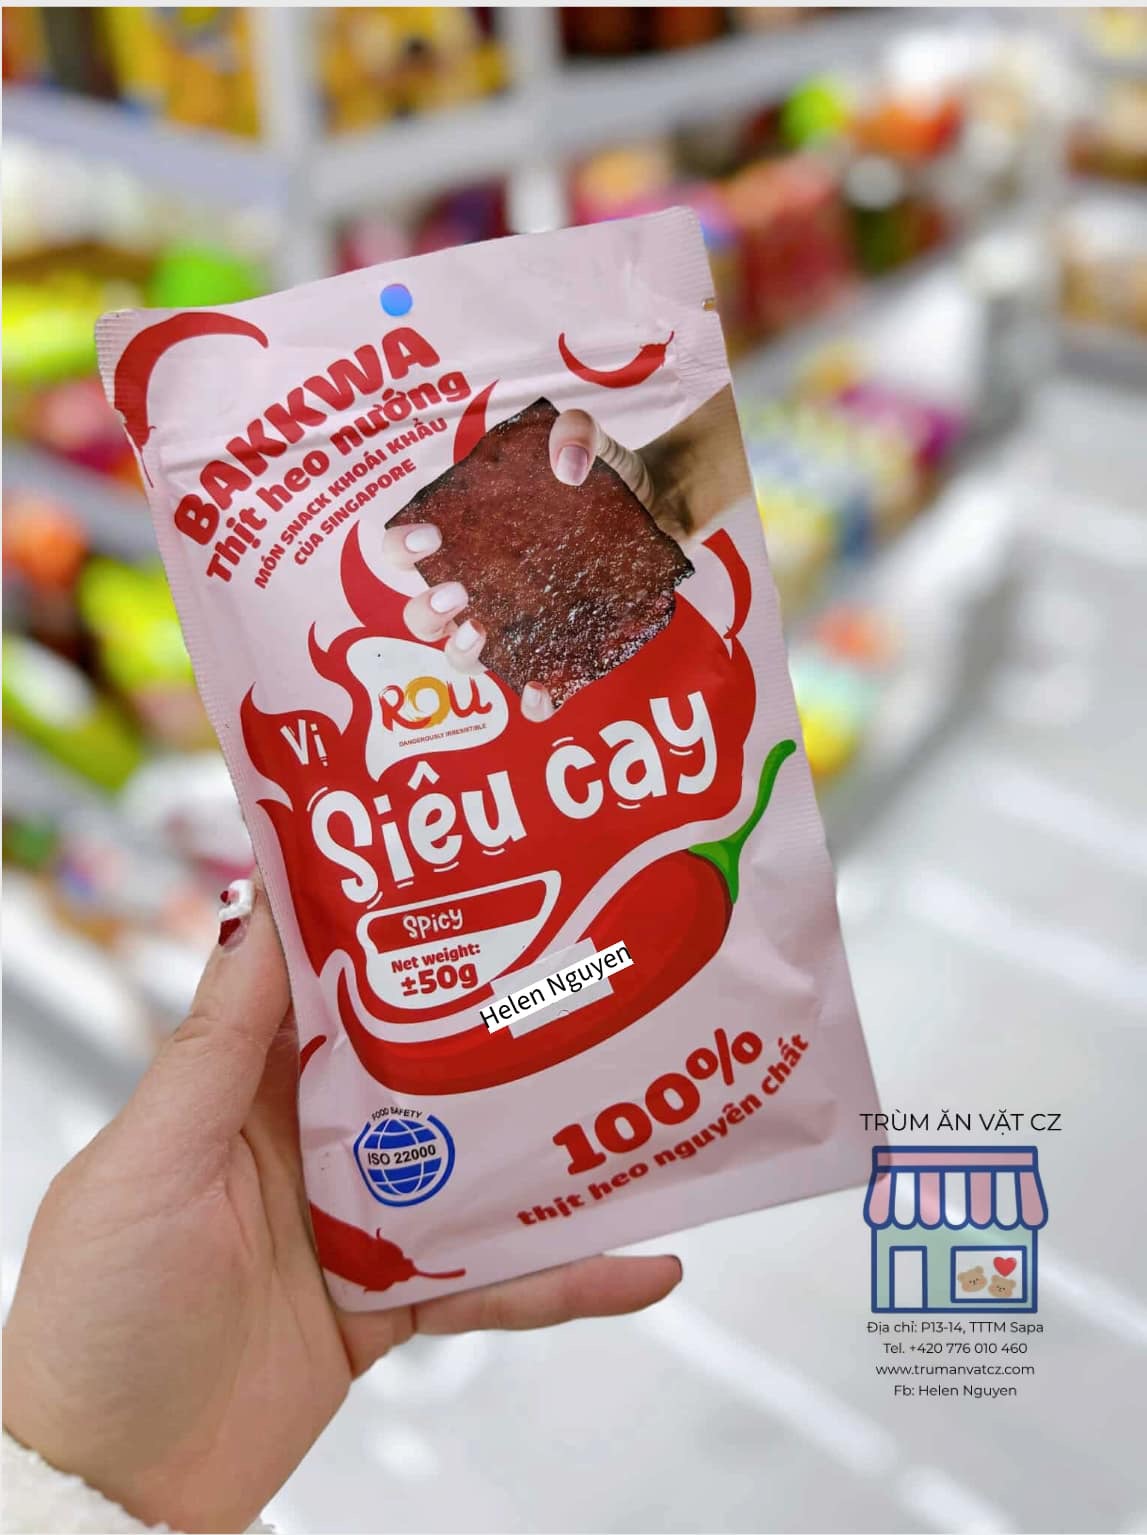 BAKKWA
Thịt heo nướng
MÓN SNACK KHOÁI KHẨU
CỦA SINGAPORE
ROU
DANGEROUSLY IRRESISTIBLE
Vị
Siêu cay
Spicy
Net weight:
±50g
Helen Nguyen
100%
thịt heo nguyên chất
FOOD SAFETY
ISO 22000
TRÙM ĂN VẶT CZ
Địa chỉ: P13-14, TTTM Sapa
Tel. +420 776 010 460
www.trumanvatcz.com
Fb: Helen Nguyen